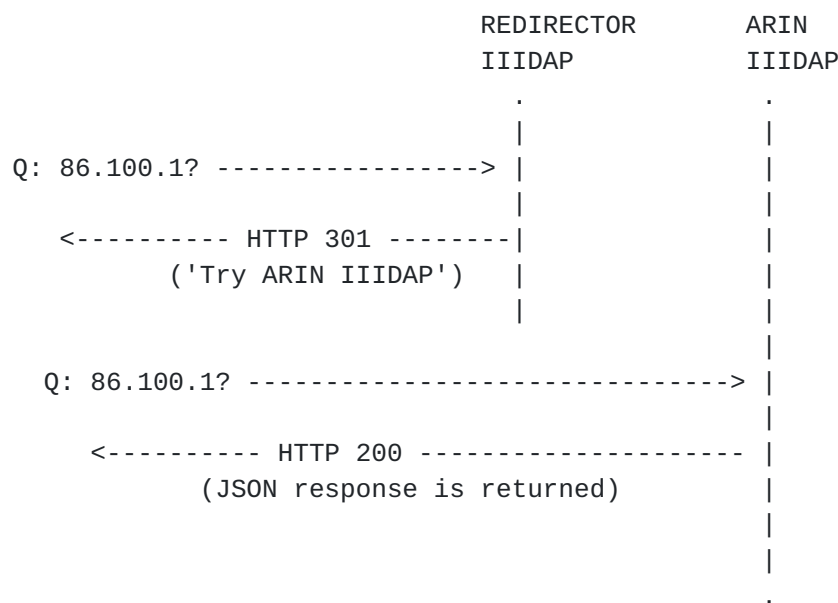 REDIRECTOR       ARIN
IIIDAP           IIIDAP
.               .
|               |
Q: 86.100.1? -----------------> |               |
|               |
<---------- HTTP 301 --------|               |
('Try ARIN IIIDAP')   |               |
|               |
|
Q: 86.100.1? -------------------------------> |
|
<---------- HTTP 200 --------------------- |
(JSON response is returned)         |
|
|
.